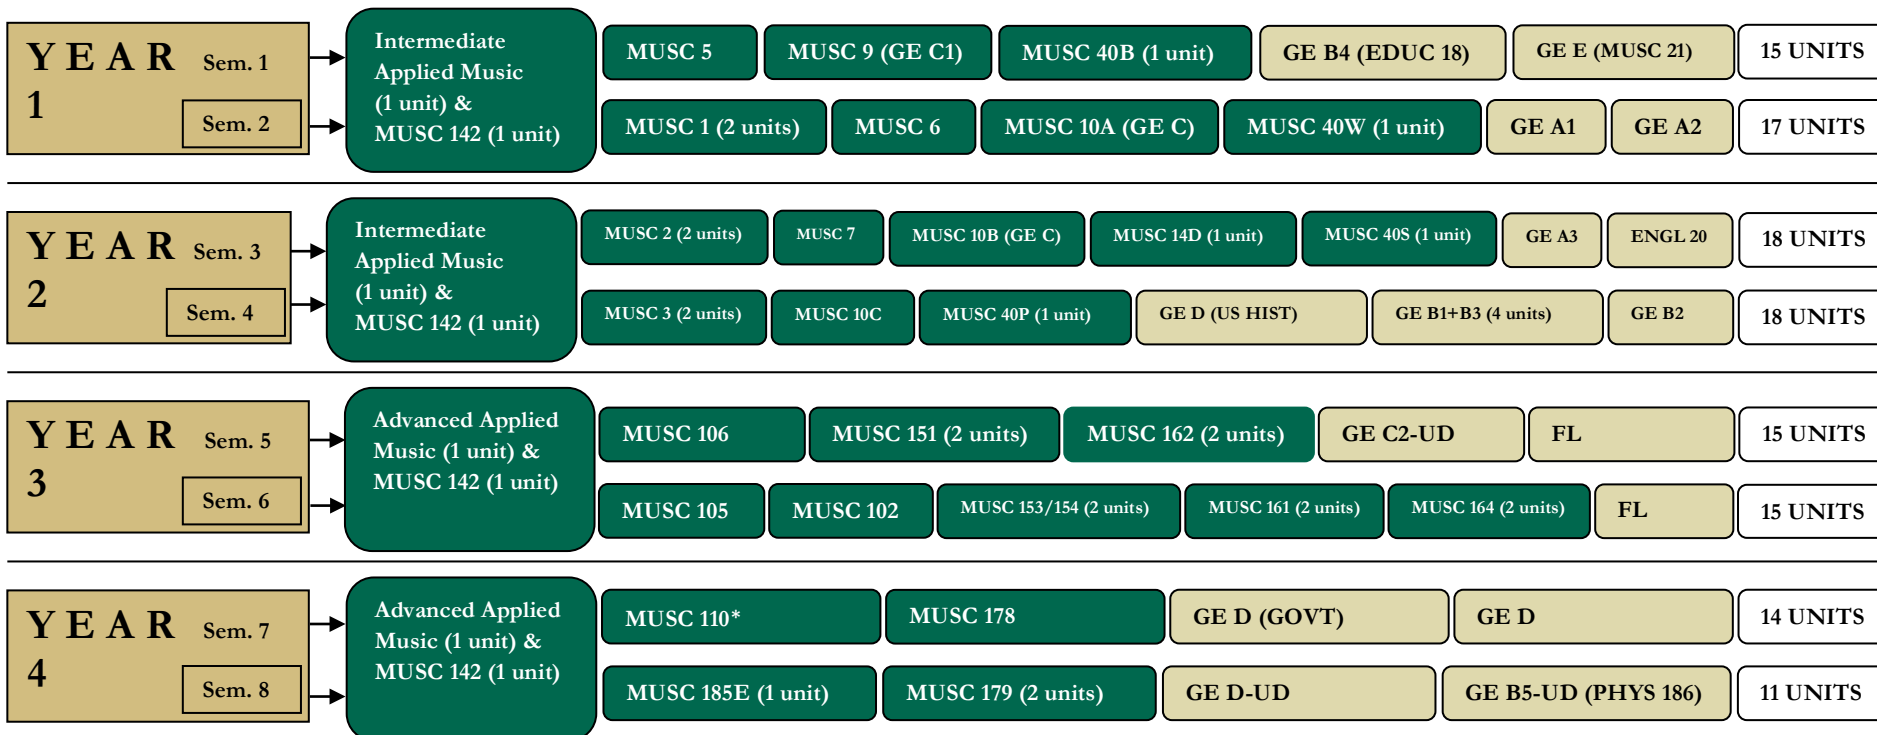 YEAR Sem. 1
1
Sem. 2
Intermediate
Applied Music
(1 unit) &
MUSC 142 (1 unit)
MUSC 5
MUSC 9 (GE C1)
MUSC 40B (1 unit)
GE B4 (EDUC 18)
GE E (MUSC 21)
15 UNITS
MUSC 1 (2 units)
MUSC 6
MUSC 10A (GE C)
MUSC 40W (1 unit)
GE A1
GE A2
17 UNITS
YEAR Sem. 3
2
Sem. 4
Intermediate
Applied Music
(1 unit) &
MUSC 142 (1 unit)
MUSC 2 (2 units)
MUSC 7
MUSC 10B (GE C)
MUSC 14D (1 unit)
MUSC 40S (1 unit)
GE A3
ENGL 20
18 UNITS
MUSC 3 (2 units)
MUSC 10C
MUSC 40P (1 unit)
GE D (US HIST)
GE B1+B3 (4 units)
GE B2
18 UNITS
YEAR Sem. 5
3
Sem. 6
Advanced Applied
Music (1 unit) &
MUSC 142 (1 unit)
MUSC 106
MUSC 151 (2 units)
MUSC 162 (2 units)
GE C2-UD
FL
15 UNITS
MUSC 105
MUSC 102
MUSC 153/154 (2 units)
MUSC 161 (2 units)
MUSC 164 (2 units)
FL
15 UNITS
YEAR Sem. 7
4
Sem. 8
Advanced Applied
Music (1 unit) &
MUSC 142 (1 unit)
MUSC 110*
MUSC 178
GE D (GOVT)
GE D
14 UNITS
MUSC 185E (1 unit)
MUSC 179 (2 units)
GE D-UD
GE B5-UD (PHYS 186)
11 UNITS